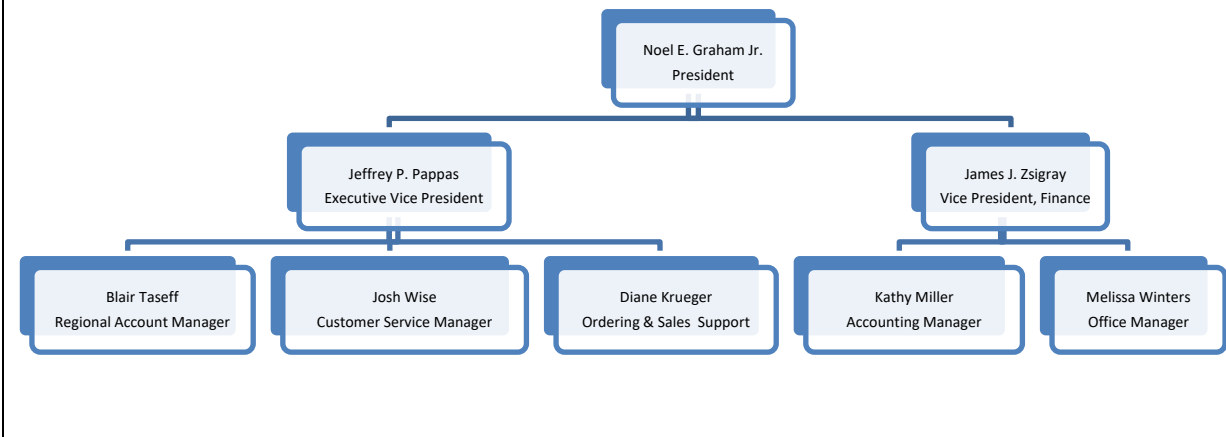 Noel E. Graham Jr.
President
Jeffrey P. Pappas
Executive Vice President
James J. Zsigray
Vice President, Finance
Blair Taseff
Regional Account Manager
Josh Wise
Customer Service Manager
Diane Krueger
Ordering & Sales  Support
Kathy Miller
Accounting Manager
Melissa Winters
Office Manager